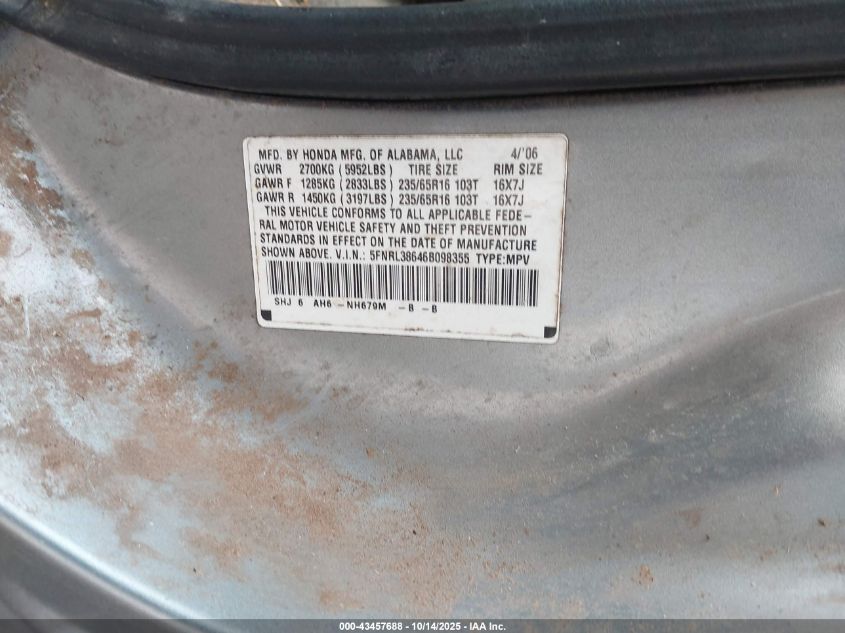 MFD. BY HONDA MFG. OF ALABAMA, LLC 4/'06
GVWR 2700KG (5952LBS) TIRE SIZE RIM SIZE
GAWR F 1285KG (2833LBS) 235/65R16 103T 16X7J
GAWR R 1450KG (3197LBS) 235/65R16 103T 16X7J
THIS VEHICLE CONFORMS TO ALL APPLICABLE FEDE-
RAL MOTOR VEHICLE SAFETY AND THEFT PREVENTION
STANDARDS IN EFFECT ON THE DATE OF MANUFACTURE
SHOWN ABOVE. V.I.N.: 5FNRL38646B098355 TYPE:MPV
SHJ 6 AH6 -NH679M -B -B
000-43457688 - 10/14/2025 - IAA Inc.